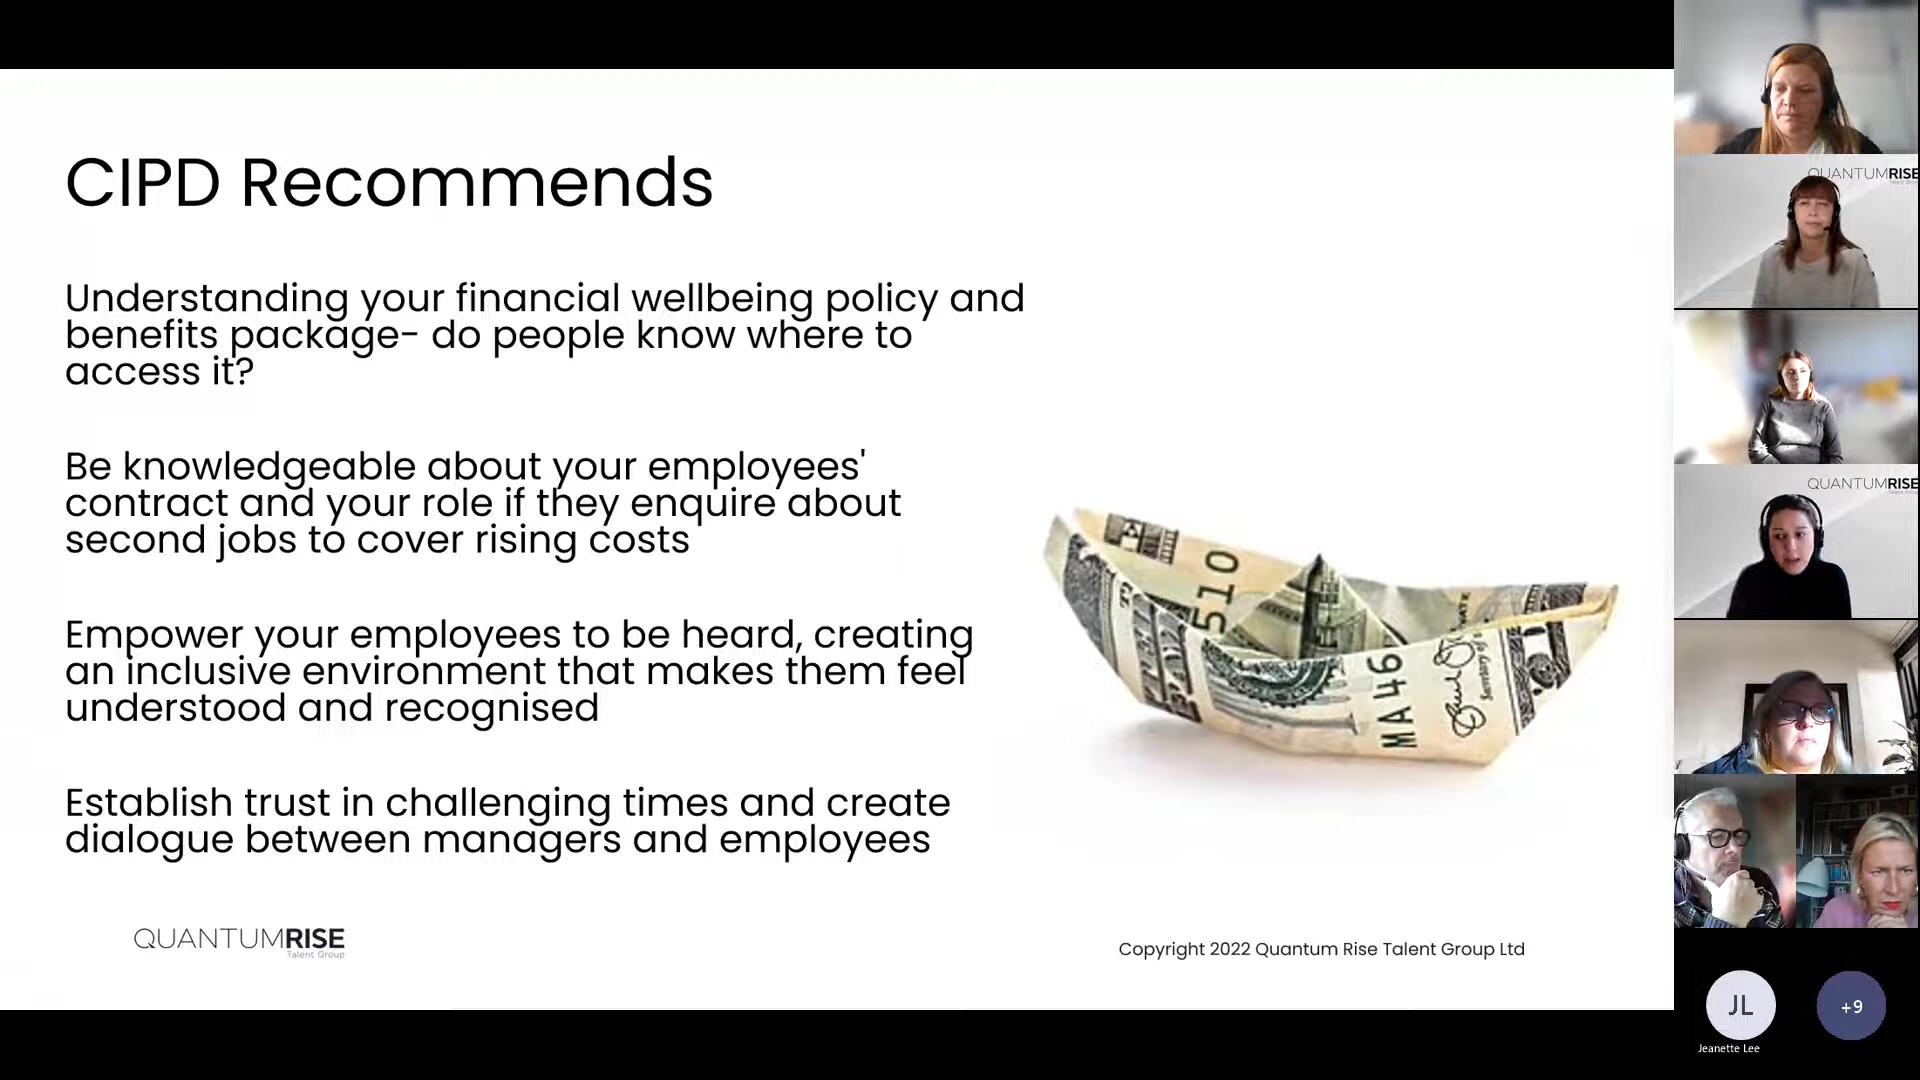 CIPD Recommends
Understanding your financial wellbeing policy and
benefits package- do people know where to
access it?
Be knowledgeable about your employees'
contract and your role if they enquire about
second jobs to cover rising costs
Empower your employees to be heard, creating
an inclusive environment that makes them feel
understood and recognised
Establish trust in challenging times and create
dialogue between managers and employees
QUANTUMRISE
Talent Group
Copyright 2022 Quantum Rise Talent Group Ltd
510
MA46
QUANTUMRISE
QUANTUMRISE
JL
Jeanette Lee
+9